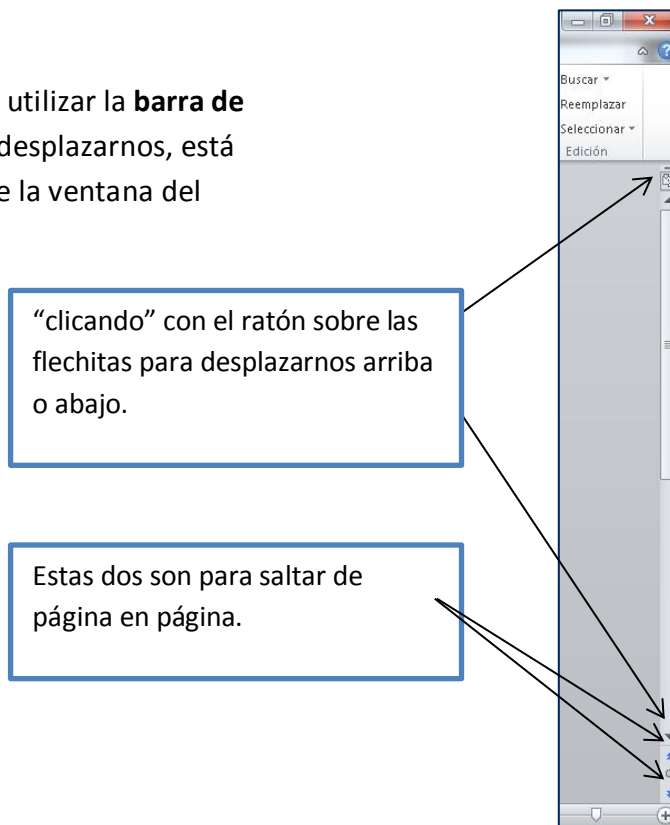 utilizar la barra de
desplazarnos, está
e la ventana del
Buscar
Reemplazar
Seleccionar
Edición
“clicando” con el ratón sobre las
flechitas para desplazarnos arriba
o abajo.
Estas dos son para saltar de
página en página.